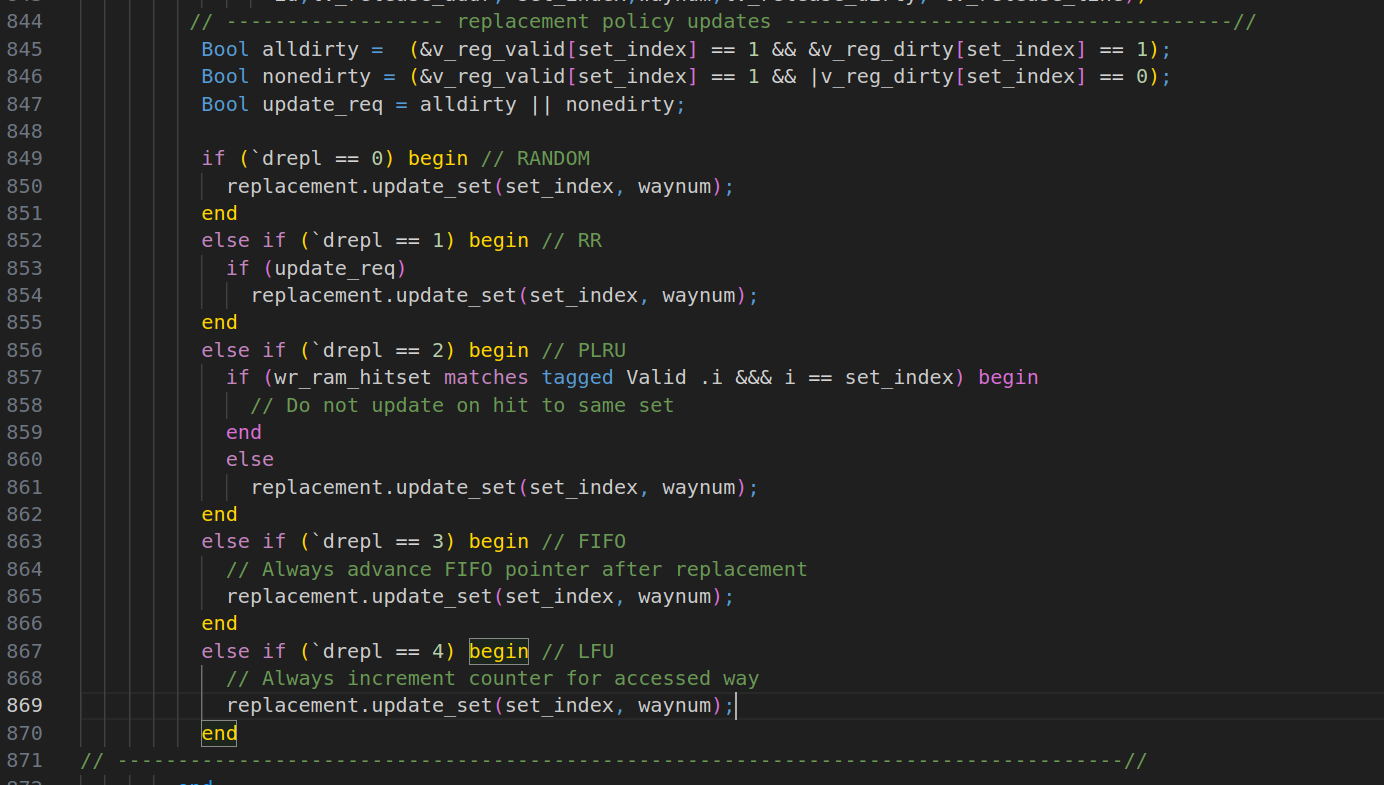 844 // ------------------ replacement policy updates -------------------------------------//
845 Bool alldirty =  (&v_reg_valid[set_index] == 1 && &v_reg_dirty[set_index] == 1);
846 Bool nonedirty = (&v_reg_valid[set_index] == 1 && |v_reg_dirty[set_index] == 0);
847 Bool update_req = alldirty || nonedirty;
848
849 if (`drepl == 0) begin // RANDOM
850 replacement.update_set(set_index, waynum);
851 end
852 else if (`drepl == 1) begin // RR
853 if (update_req)
854 replacement.update_set(set_index, waynum);
855 end
856 else if (`drepl == 2) begin // PLRU
857 if (wr_ram_hitset matches tagged Valid .i &&& i == set_index) begin
858 // Do not update on hit to same set
859 end
860 else
861 replacement.update_set(set_index, waynum);
862 end
863 else if (`drepl == 3) begin // FIFO
864 // Always advance FIFO pointer after replacement
865 replacement.update_set(set_index, waynum);
866 end
867 else if (`drepl == 4) begin // LFU
868 // Always increment counter for accessed way
869 replacement.update_set(set_index, waynum);
870 end
871 // -----------------------------------------------------------------------------------//